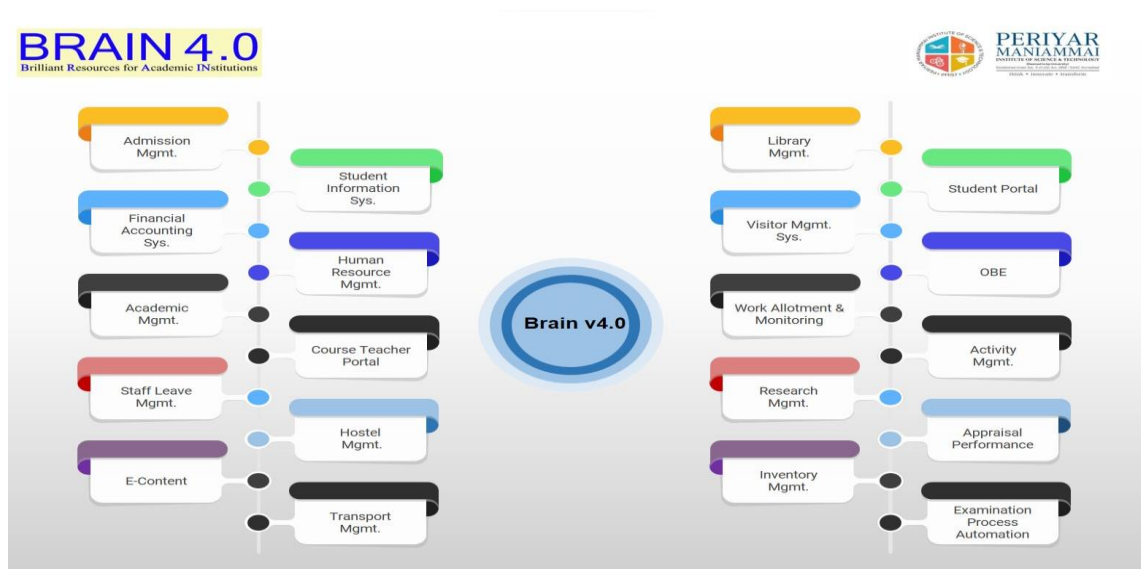 BRAIN 4.0
Brilliant Resources for Academic INstitutions
PERIYAR
MANIAMMAI
INSTITUTE OF SCIENCE & TECHNOLOGY
think • innovate • transform
Admission
Mgmt.
Student
Information
Sys.
Financial
Accounting
Sys.
Human
Resource
Mgmt.
Academic
Mgmt.
Course Teacher
Portal
Staff Leave
Mgmt.
Hostel
Mgmt.
E-Content
Transport
Mgmt.
Brain v4.0
Library
Mgmt.
Student Portal
Visitor Mgmt.
Sys.
OBE
Work Allotment &
Monitoring
Activity
Mgmt.
Research
Mgmt.
Appraisal
Performance
Inventory
Mgmt.
Examination
Process
Automation